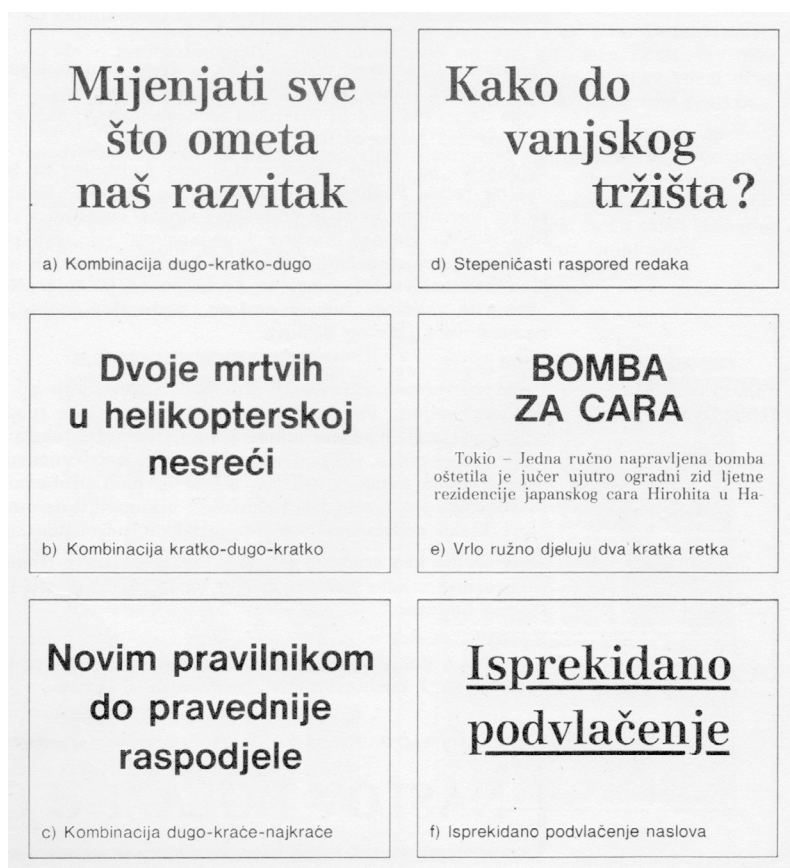 Mijenjati sve
što ometa
naš razvitak
a) Kombinacija dugo-kratko-dugo
Kako do
vanjskog
tržišta?
d) Stepeničasti raspored redaka
Dvoje mrtvih
u helikopterskoj
nesreći
b) Kombinacija kratko-dugo-kratko
BOMBA
ZA CARA
Tokio – Jedna ručno napravljena bomba
oštetila je jučer ujutro ogradni zid ljetne
rezidencije japanskog cara Hirohita u Ha-
e) Vrlo ružno djeluju dva kratka retka
Novim pravilnikom
do pravednije
raspodjele
c) Kombinacija dugo-kraće-najkraće
Isprekidano
podvlačenje
f) Isprekidano podvlačenje naslova